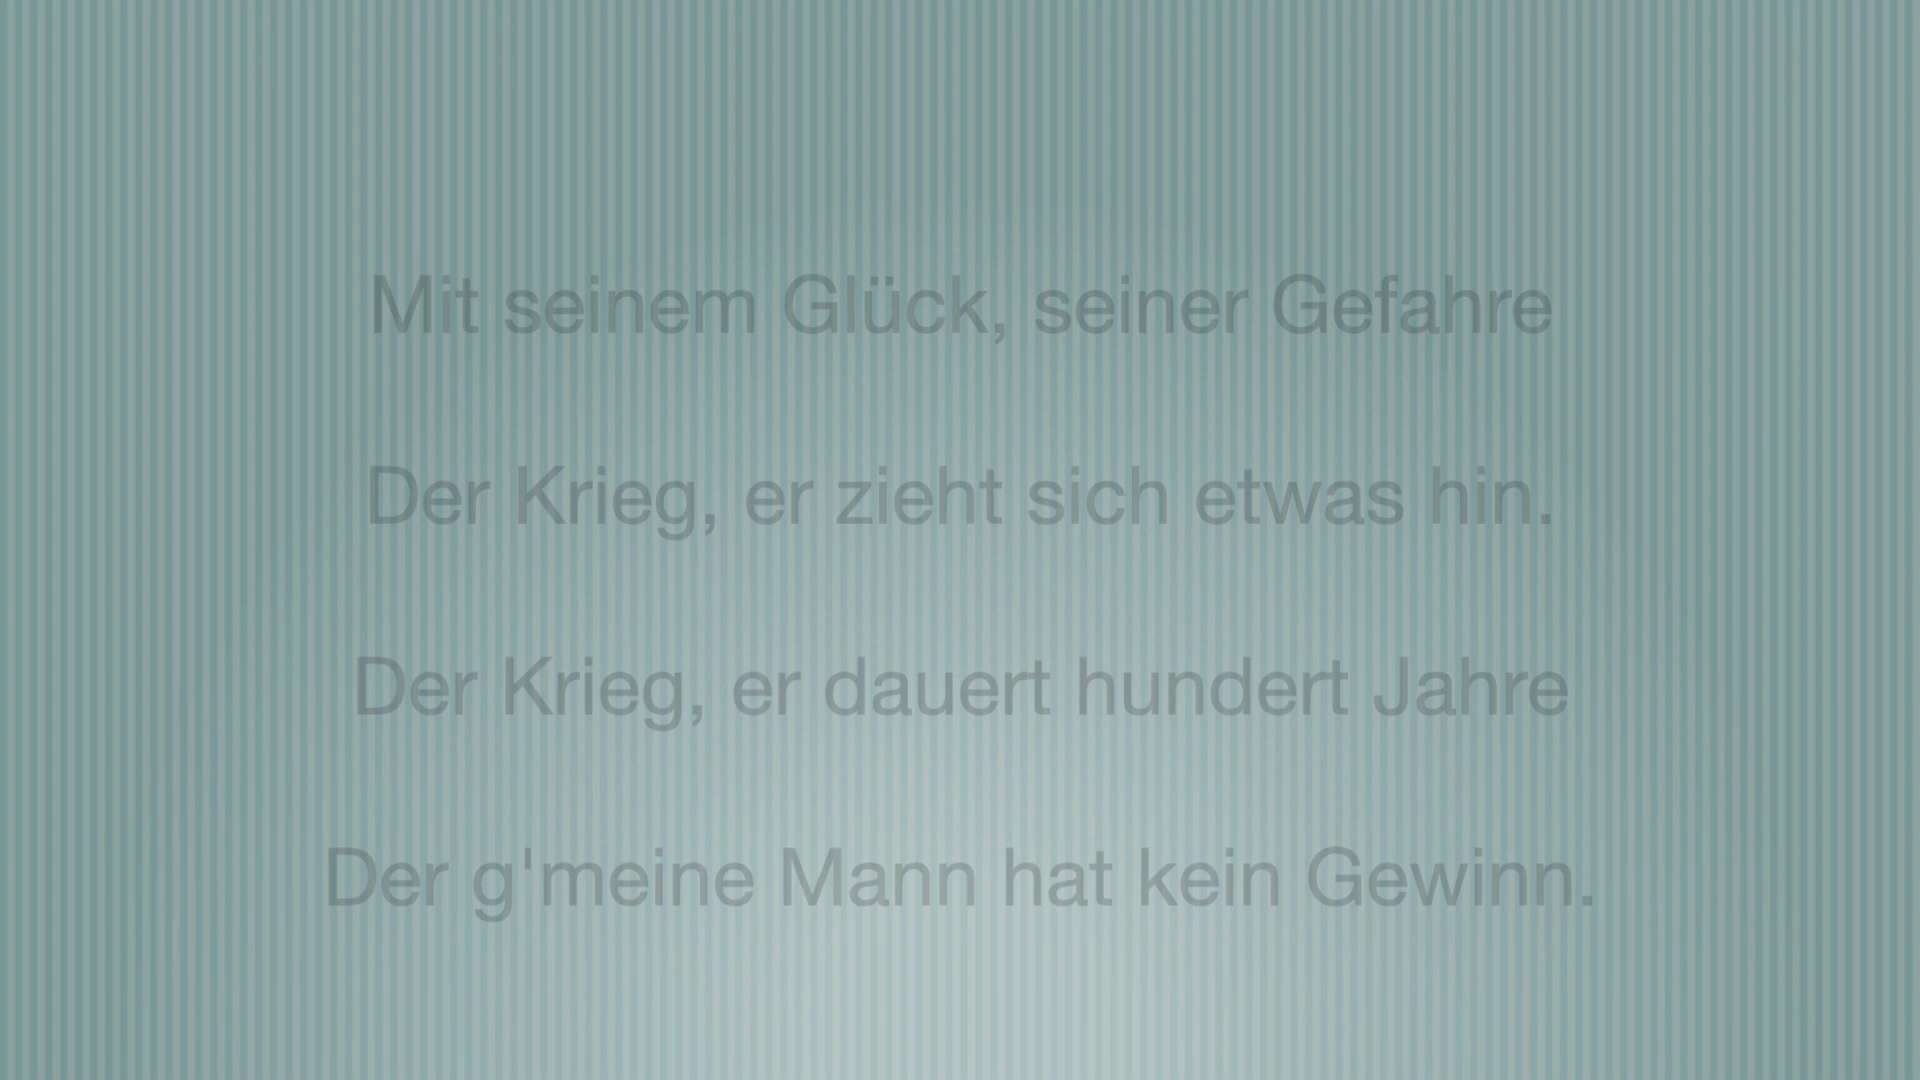 Mit seinem Glück, seiner Gefahre
Der Krieg, er zieht sich etwas hin.
Der Krieg, er dauert hundert Jahre
Der g'meine Mann hat kein Gewinn.